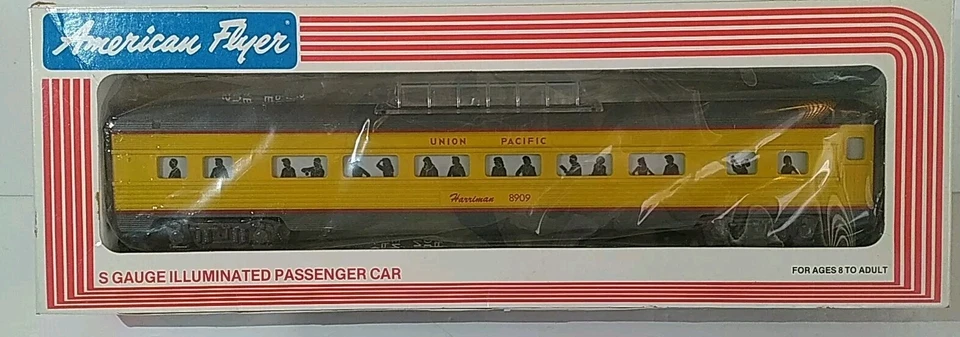 American Flyer
UNION PACIFIC
Harriman 8909
S GAUGE ILLUMINATED PASSENGER CAR
FOR AGES 8 TO ADULT